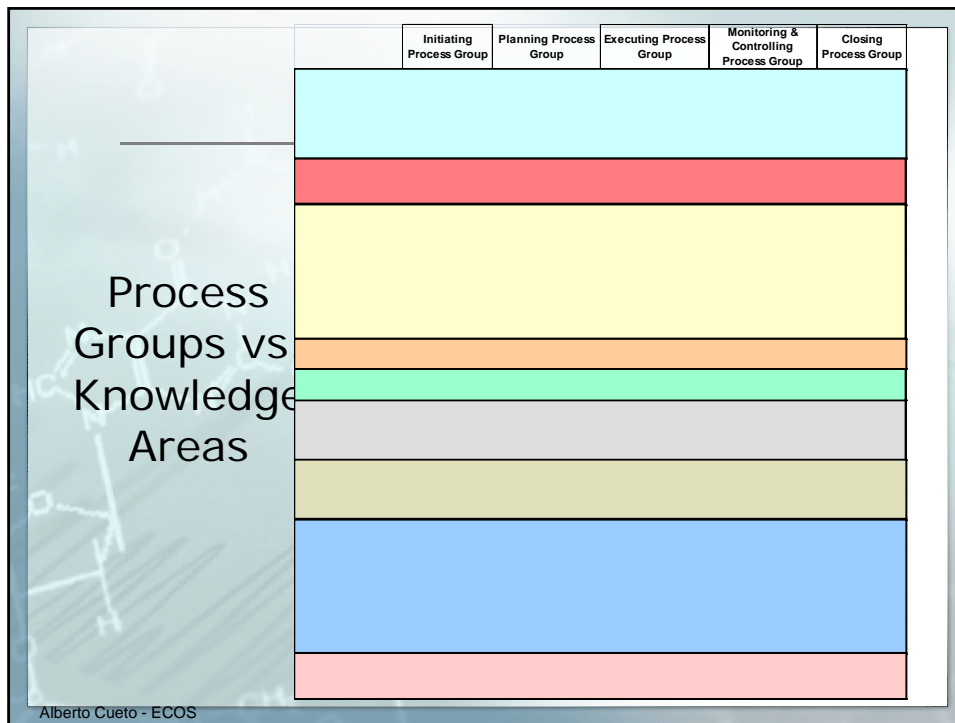 Initiating
Process Group
Planning Process
Group
Executing Process
Group
Monitoring &
Controlling
Process Group
Closing
Process Group
Process
Groups vs
Knowledge
Areas
Alberto Cueto - ECOS